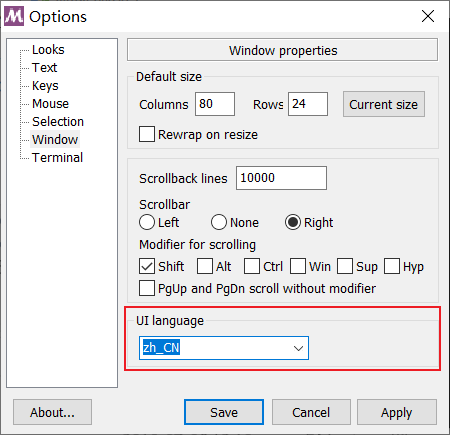 Options
Looks
Text
Keys
Mouse
Selection
Window
Terminal
Window properties
Default size
Columns 80 Rows 24 Current size
Rewrap on resize
Scrollback lines 10000
Scrollbar
Left None Right
Modifier for scrolling
Shift Alt Ctrl Win Sup Hyp
PgUp and PgDn scroll without modifier
UI language
zh_CN
About... Save Cancel Apply